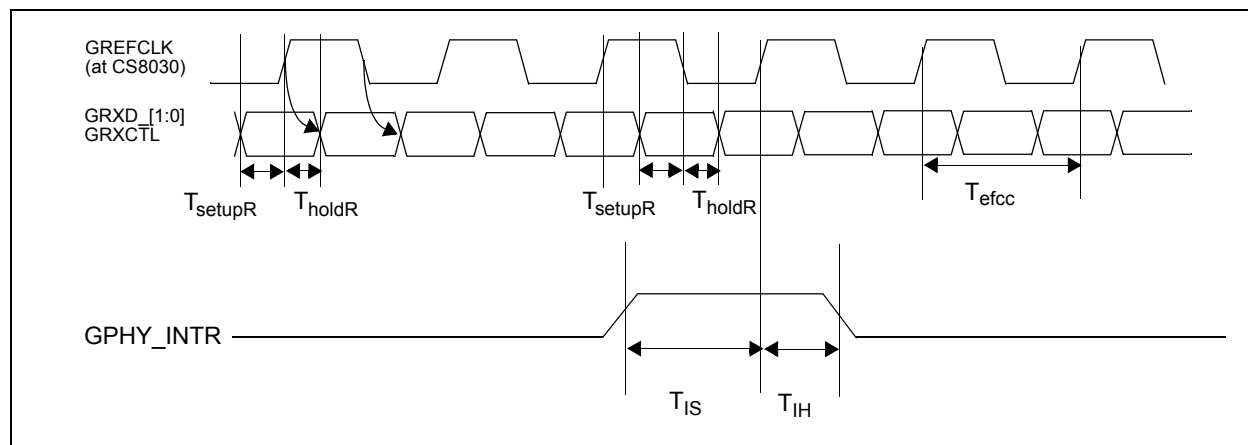 GREFCLK
(at CS8030)
GRXD_[1:0]
GRXCTL
TsetupR TholdR TsetupR TholdR Tefcc
GPHY_INTR
TIS TIH